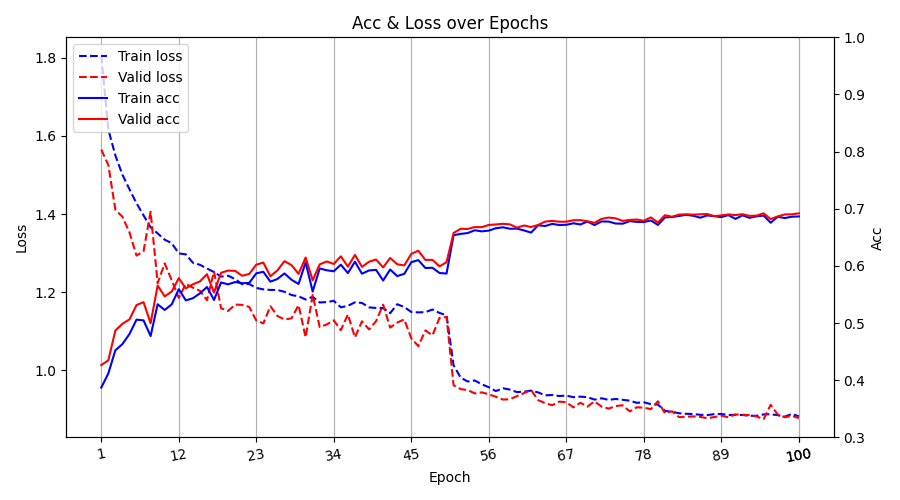 Acc & Loss over Epochs
Train loss
Valid loss
Train acc
Valid acc
Loss
1.8
1.6
1.4
1.2
1.0
Acc
1.0
0.9
0.8
0.7
0.6
0.5
0.4
0.3
1 12 23 34 45 56 67 78 89 100
Epoch